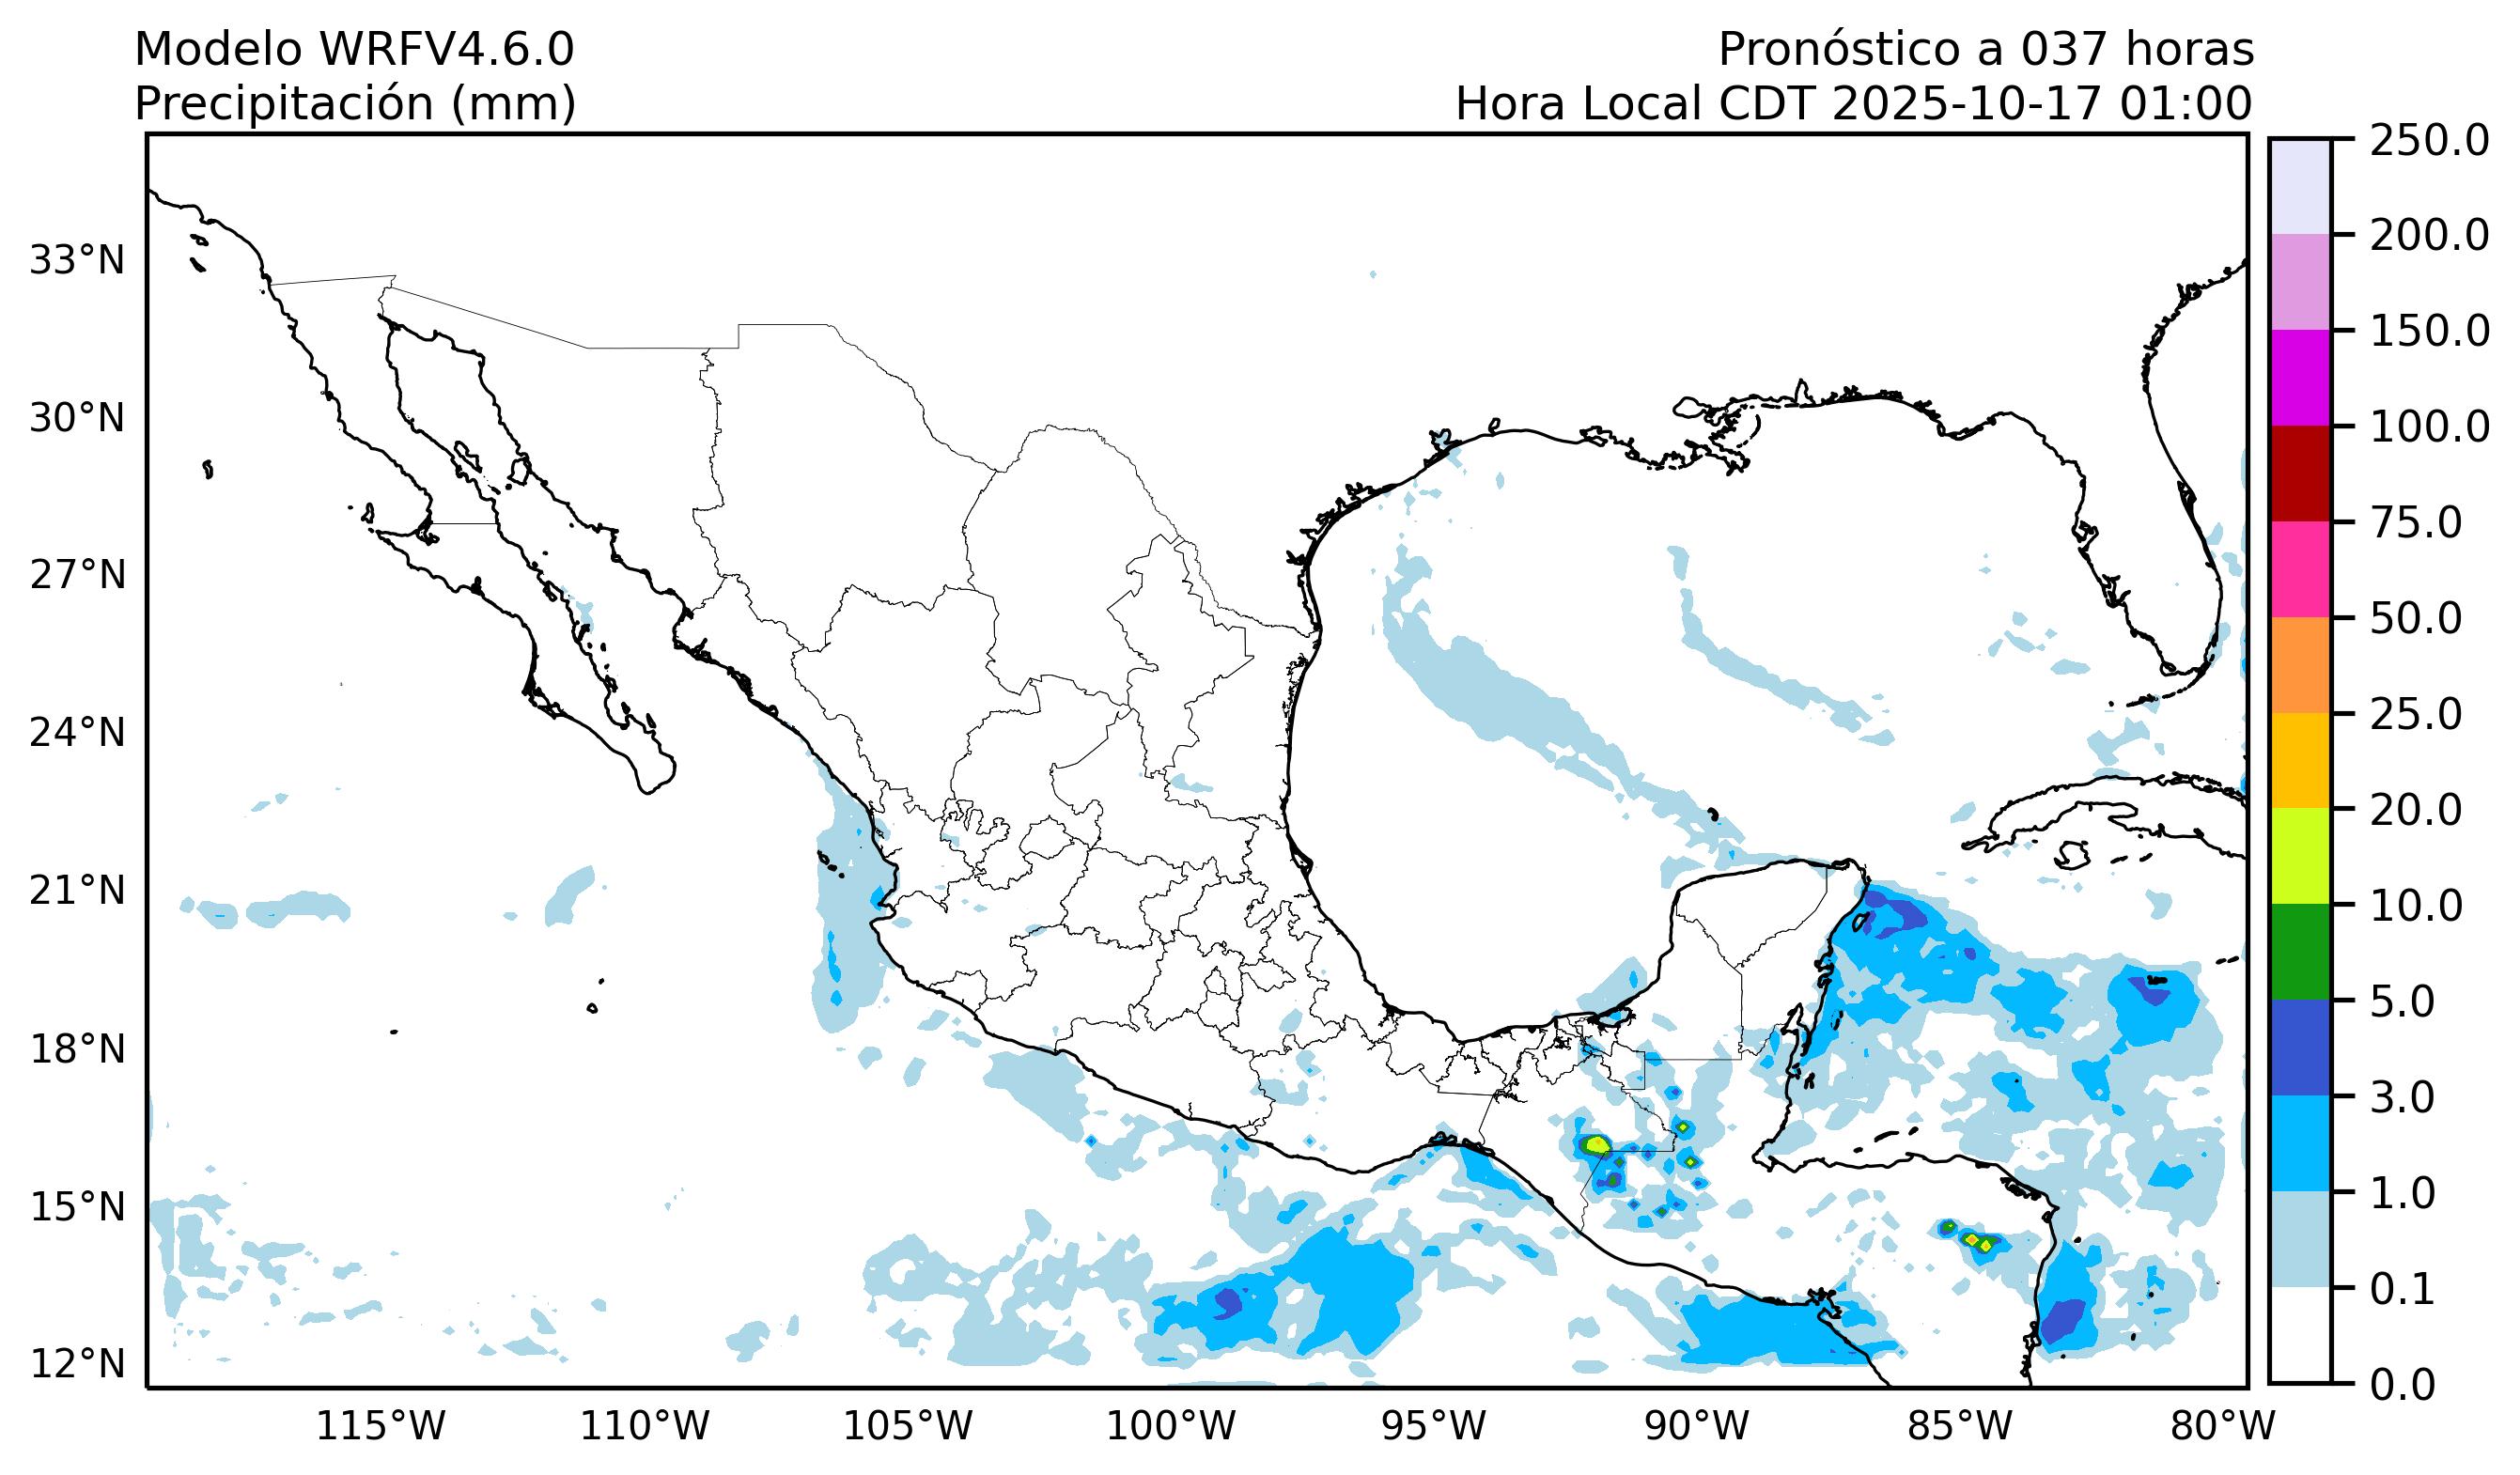 Modelo WRFV4.6.0
Precipitación (mm)
Pronóstico a 037 horas
Hora Local CDT 2025-10-17 01:00
33°N
30°N
27°N
24°N
21°N
18°N
15°N
12°N
115°W
110°W
105°W
100°W
95°W
90°W
85°W
80°W
250.0
200.0
150.0
100.0
75.0
50.0
25.0
20.0
10.0
5.0
3.0
1.0
0.1
0.0